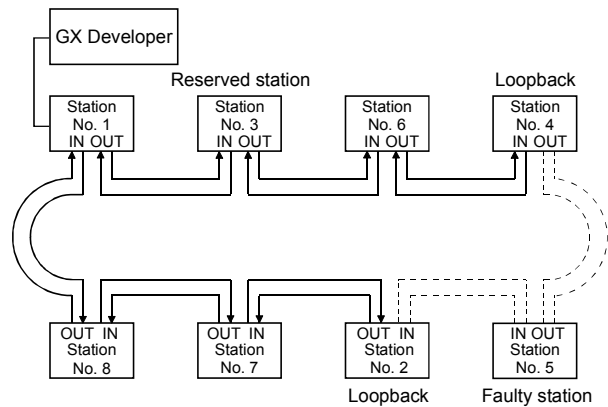 GX Developer
Reserved station
Loopback
Station
No. 1
IN OUT
Station
No. 3
IN OUT
Station
No. 6
IN OUT
Station
No. 4
IN OUT
OUT IN
Station
No. 8
OUT IN
Station
No. 7
OUT IN
Station
No. 2
IN OUT
Station
No. 5
Loopback
Faulty station